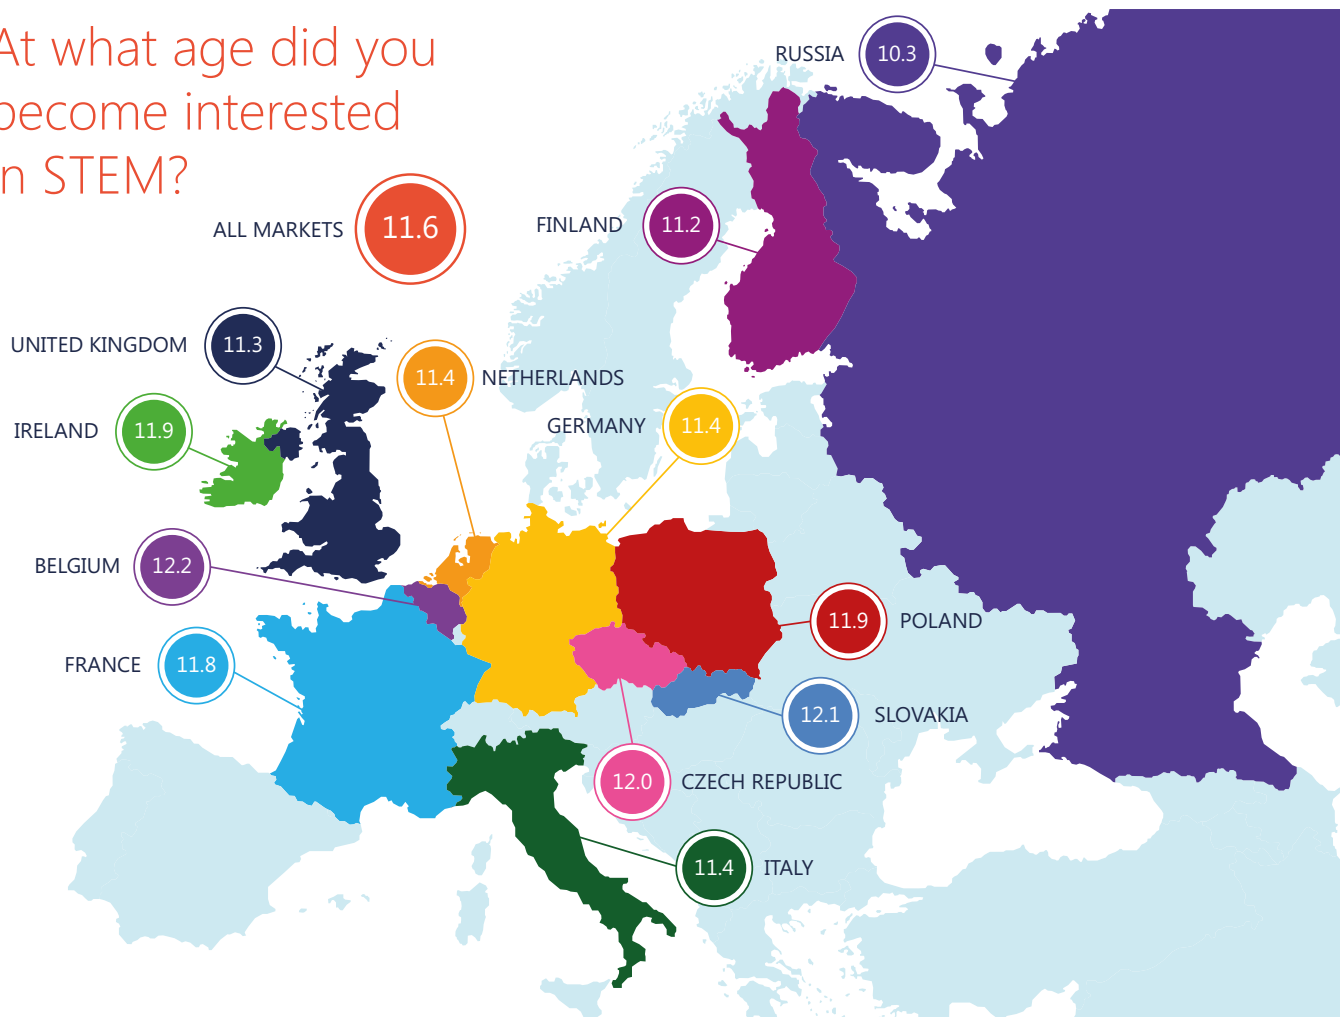 At what age did you
become interested
in STEM?
ALL MARKETS 11.6
RUSSIA 10.3
FINLAND 11.2
UNITED KINGDOM 11.3
11.4 NETHERLANDS
IRELAND 11.9
GERMANY 11.4
BELGIUM 12.2
11.9 POLAND
FRANCE 11.8
12.1 SLOVAKIA
12.0 CZECH REPUBLIC
11.4 ITALY